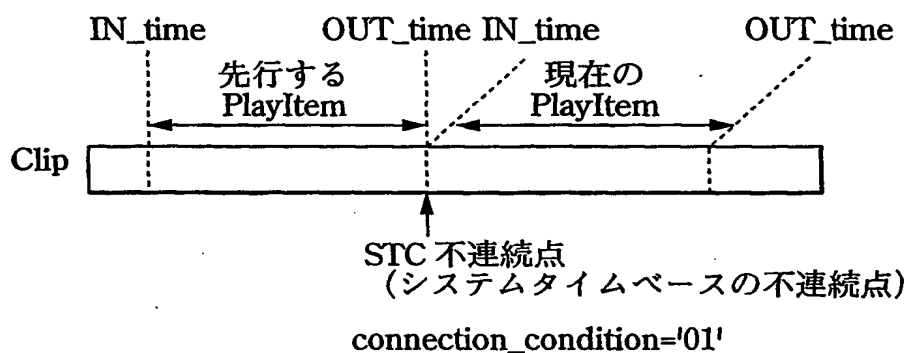 IN_time OUT_time IN_time OUT_time
先行する PlayItem
現在の PlayItem
Clip
STC 不連続点
(システムタイムベースの不連続点)
connection_condition='01'